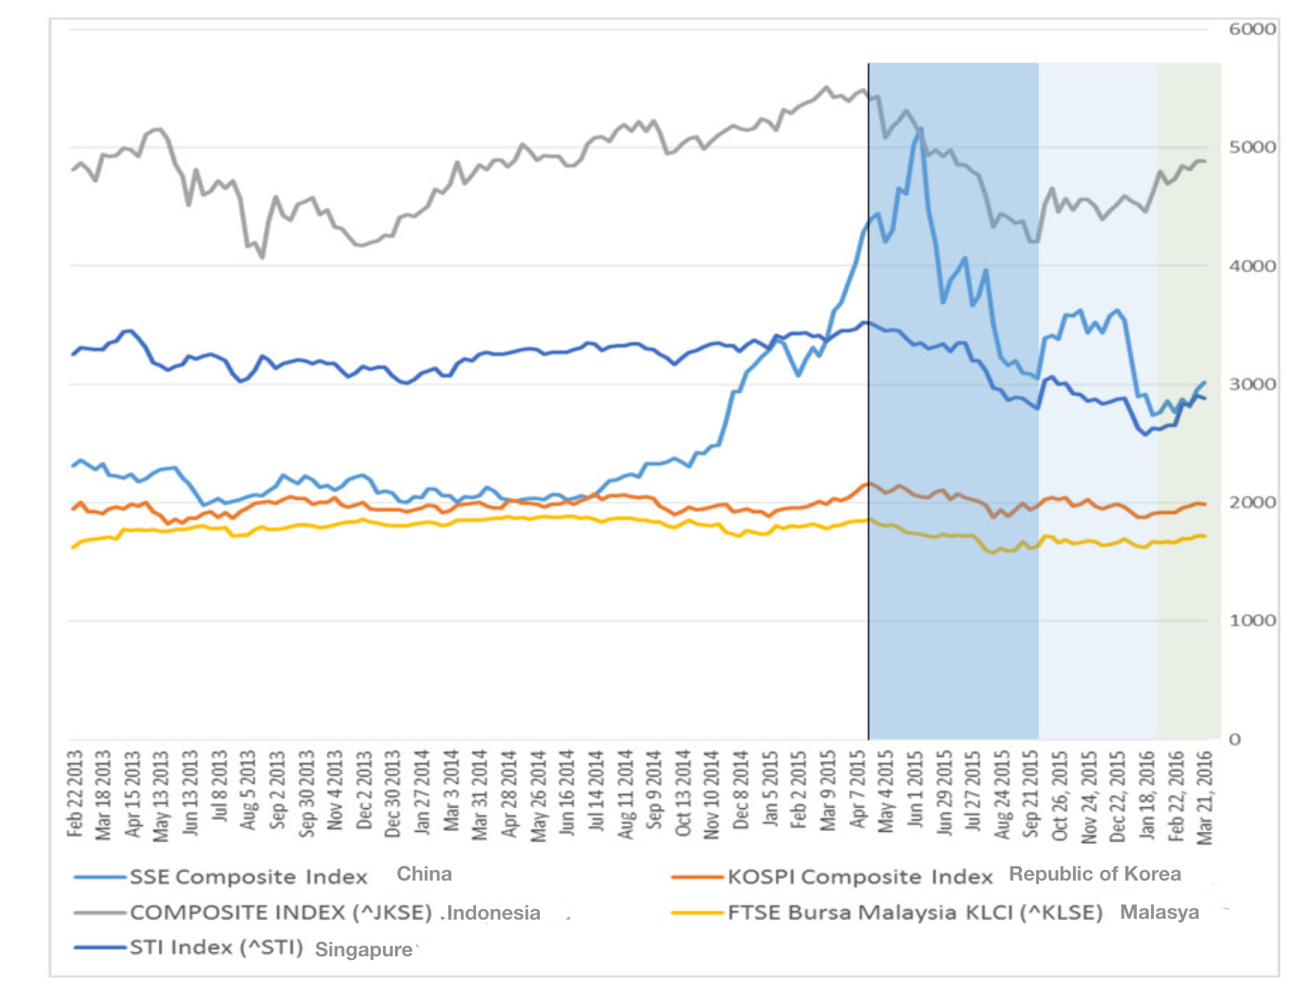 6000
5000
4000
3000
2000
1000
0
Feb 22 2013
Mar 18 2013
Apr 15 2013
May 13 2013
Jun 13 2013
Jul 8 2013
Aug 5 2013
Sep 2 2013
Sep 30 2013
Nov 4 2013
Dec 2 2013
Dec 30 2013
Jan 27 2014
Mar 3 2014
Mar 31 2014
Apr 28 2014
May 26 2014
Jun 16 2014
Jul 14 2014
Aug 11 2014
Sep 9 2014
Oct 13 2014
Nov 10 2014
Dec 8 2014
Jan 5 2015
Feb 2 2015
Mar 9 2015
Apr 7 2015
May 4 2015
Jun 1 2015
Jun 29 2015
Jul 27 2015
Aug 24 2015
Sep 21 2015
Oct 26, 2015
Nov 24, 2015
Dec 22, 2015
Jan 18, 2016
Feb 22, 2016
Mar 21, 2016
SSE Composite Index China
KOSPI Composite Index Republic of Korea
COMPOSITE INDEX (^JKSE) .Indonesia
FTSE Bursa Malaysia KLCI (^KLSE) Malasya
STI Index (^STI) Singapure